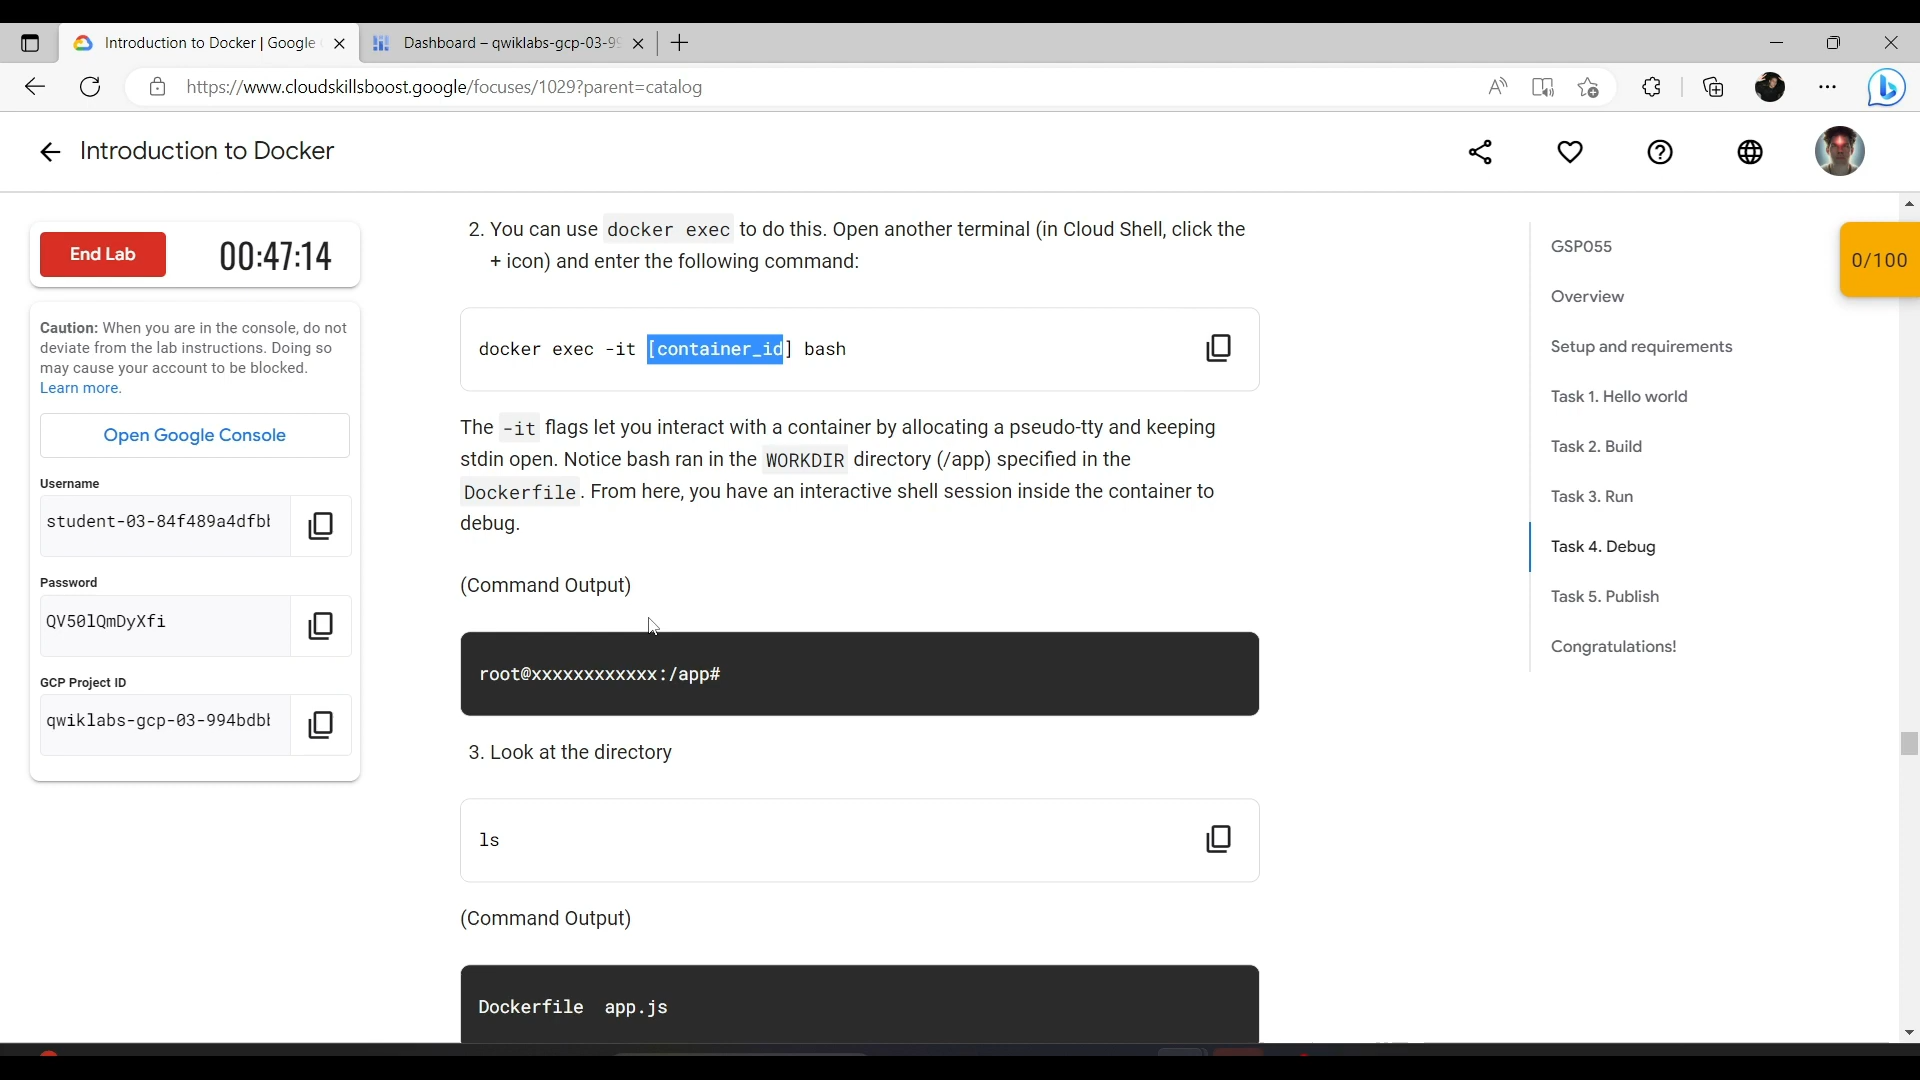 Introduction to Docker | Google
Dashboard – qwiklabs-gcp-03-99
https://www.cloudskillsboost.google/focuses/1029?parent=catalog
Introduction to Docker
End Lab
00:47:14
Caution: When you are in the console, do not
deviate from the lab instructions. Doing so
may cause your account to be blocked.
Learn more.
Open Google Console
Username
student-03-84f489a4dfb
Password
QV50lQmDyXfi
GCP Project ID
qwiklabs-gcp-03-994bdb
2. You can use docker exec to do this. Open another terminal (in Cloud Shell, click the
+ icon) and enter the following command:
docker exec -it [container_id] bash
The -it flags let you interact with a container by allocating a pseudo-tty and keeping
stdin open. Notice bash ran in the WORKDIR directory (/app) specified in the
Dockerfile. From here, you have an interactive shell session inside the container to
debug.
(Command Output)
root@xxxxxxxxxxxx:/app#
3. Look at the directory
ls
(Command Output)
Dockerfile app.js
GSP055
Overview
Setup and requirements
Task 1. Hello world
Task 2. Build
Task 3. Run
Task 4. Debug
Task 5. Publish
Congratulations!
0/100